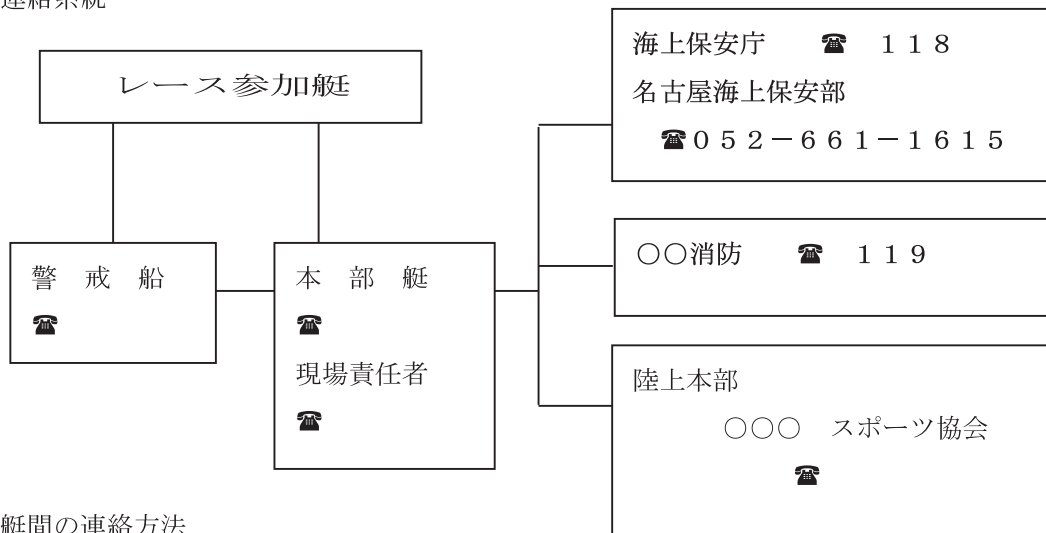 連絡系統
レース参加艇
海上保安庁　　☎　１１８
名古屋海上保安部
☎０５２－６６１－１６１５
○○消防　　☎　１１９
警　戒　船
☎
本　部　艇
☎
現場責任者
☎
陸上本部
○○○　スポーツ協会
☎
艇間の連絡方法